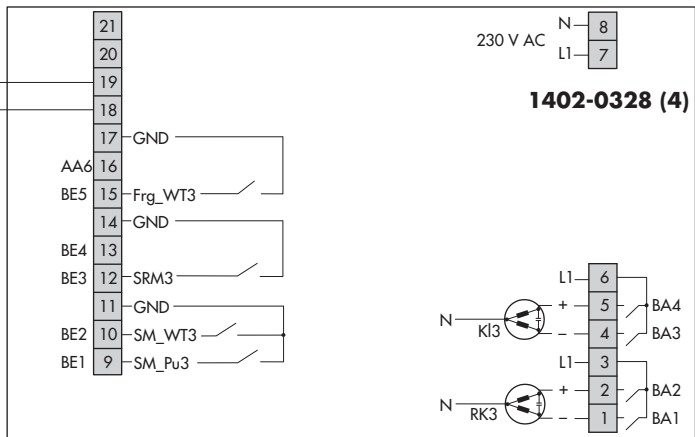 21
20
19
18
17 GND
AA6 16
BE5 15 Frg_WT3
14 GND
BE4 13
BE3 12 SRM3
11 GND
BE2 10 SM_WT3
BE1 9 SM_Pu3
230 V AC
N 8
L1 7
1402-0328 (4)
L1 6
+ 5 BA4
N Kl3
− 4 BA3
L1 3
+ 2 BA2
N RK3
− 1 BA1